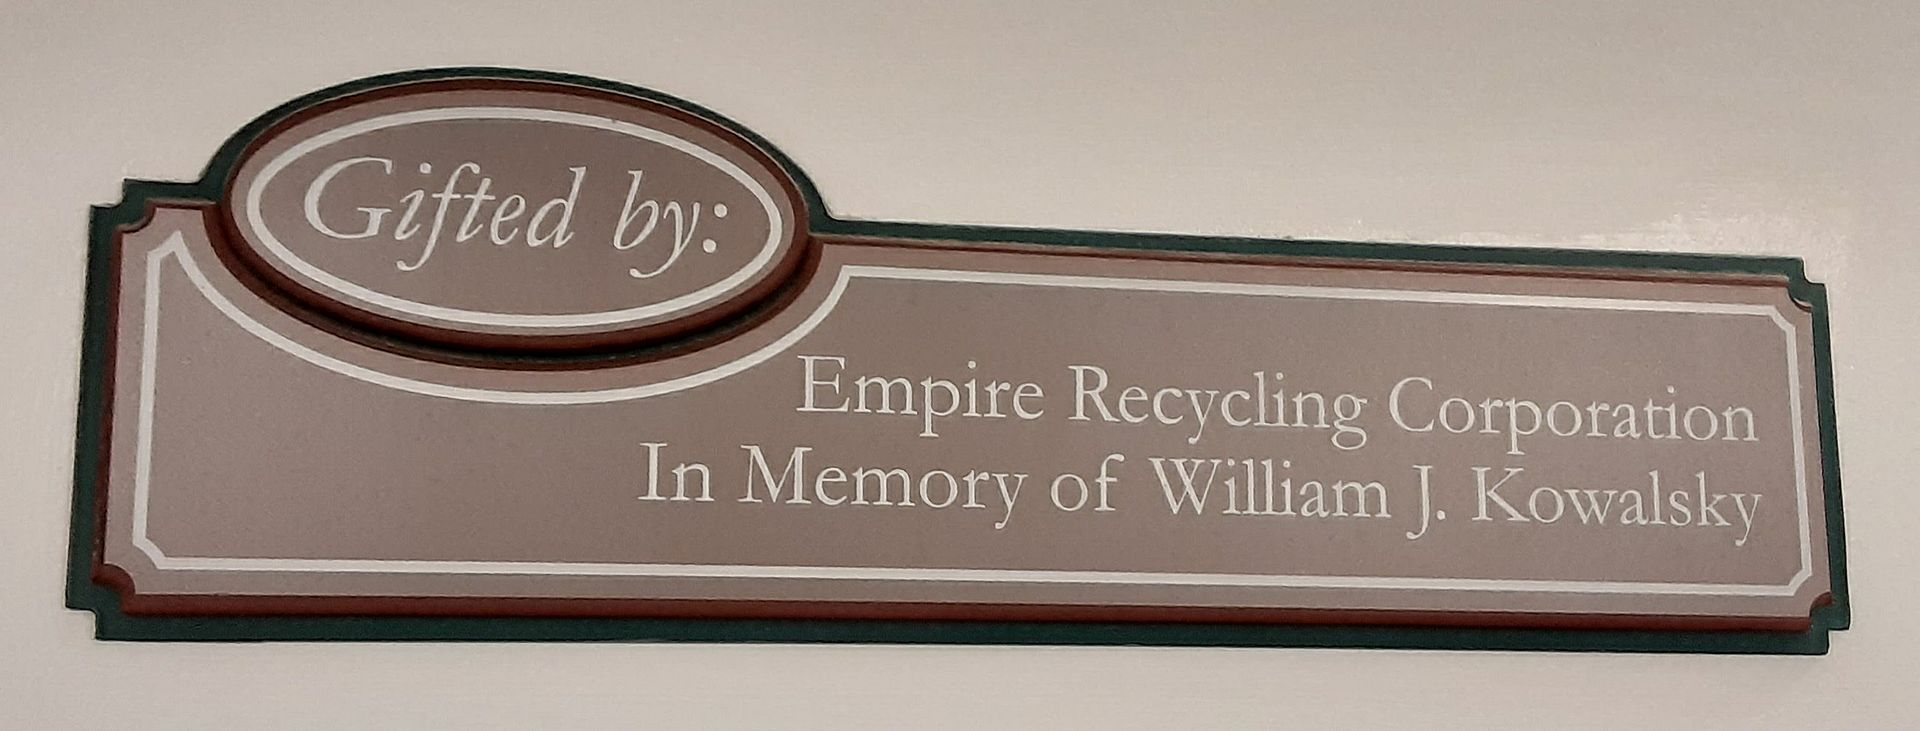 Gifted by:
Empire Recycling Corporation
In Memory of William J. Kowalsky